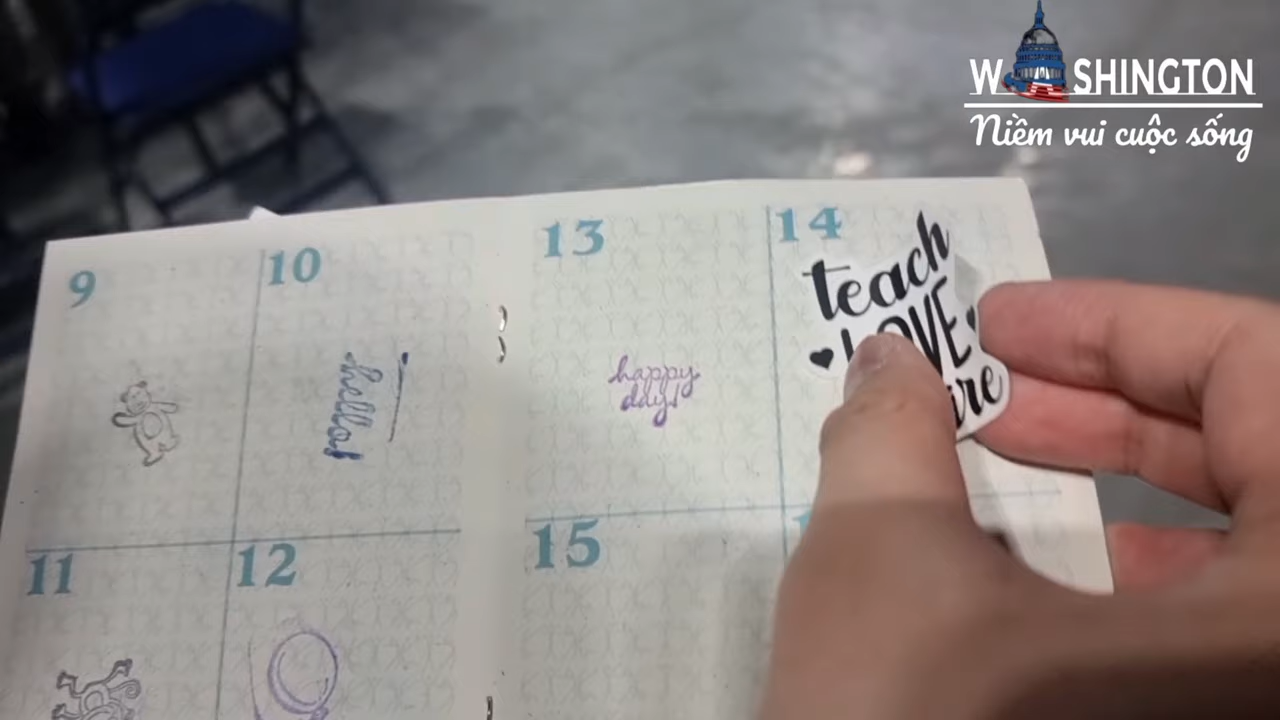 WASHINGTON
Niềm vui cuộc sống
9
10
hello!
11
12
13
happy
day!
14
teach
LOVE
15